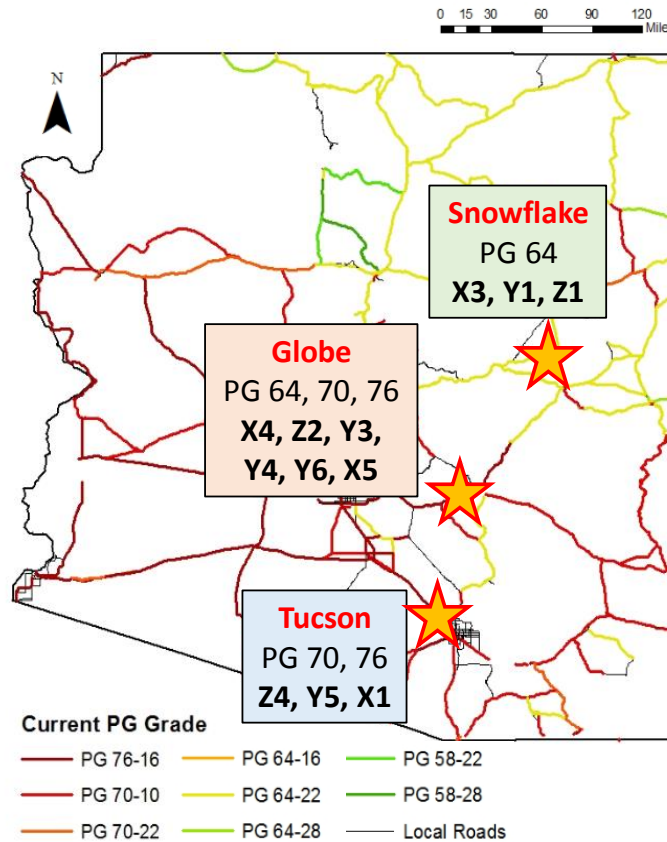 0 15 30 60 90 120
Mile
N
Snowflake
PG 64
X3, Y1, Z1
Globe
PG 64, 70, 76
X4, Z2, Y3,
Y4, Y6, X5
Tucson
PG 70, 76
Z4, Y5, X1
Current PG Grade
PG 76-16 PG 64-16 PG 58-22
PG 70-10 PG 64-22 PG 58-28
PG 70-22 PG 64-28 Local Roads